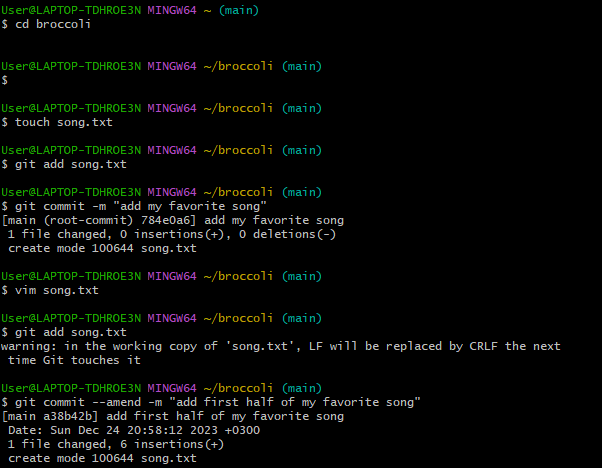 User@LAPTOP-TDHROE3N MINGW64 ~ (main)
$ cd broccoli
User@LAPTOP-TDHROE3N MINGW64 ~/broccoli (main)
$
User@LAPTOP-TDHROE3N MINGW64 ~/broccoli (main)
$ touch song.txt
User@LAPTOP-TDHROE3N MINGW64 ~/broccoli (main)
$ git add song.txt
User@LAPTOP-TDHROE3N MINGW64 ~/broccoli (main)
$ git commit -m "add my favorite song"
[main (root-commit) 784e0a6] add my favorite song
 1 file changed, 0 insertions(+), 0 deletions(-)
 create mode 100644 song.txt
User@LAPTOP-TDHROE3N MINGW64 ~/broccoli (main)
$ vim song.txt
User@LAPTOP-TDHROE3N MINGW64 ~/broccoli (main)
$ git add song.txt
warning: in the working copy of 'song.txt', LF will be replaced by CRLF the next
 time Git touches it
User@LAPTOP-TDHROE3N MINGW64 ~/broccoli (main)
$ git commit --amend -m "add first half of my favorite song"
[main a38b42b] add first half of my favorite song
 Date: Sun Dec 24 20:58:12 2023 +0300
 1 file changed, 6 insertions(+)
 create mode 100644 song.txt